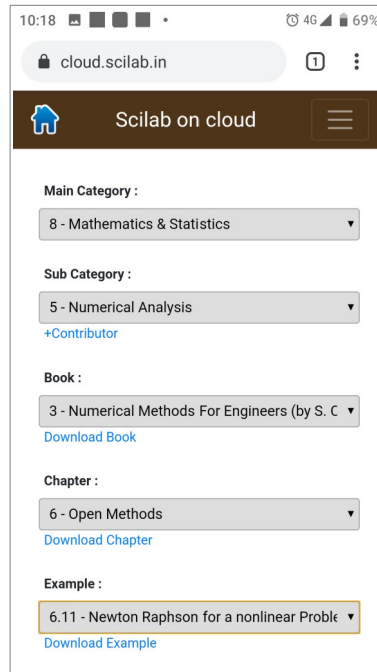 10:18 4G 69%
cloud.scilab.in 1
Scilab on cloud
Main Category :
8 - Mathematics & Statistics
Sub Category :
5 - Numerical Analysis
+Contributor
Book :
3 - Numerical Methods For Engineers (by S. C
Download Book
Chapter :
6 - Open Methods
Download Chapter
Example :
6.11 - Newton Raphson for a nonlinear Proble
Download Example